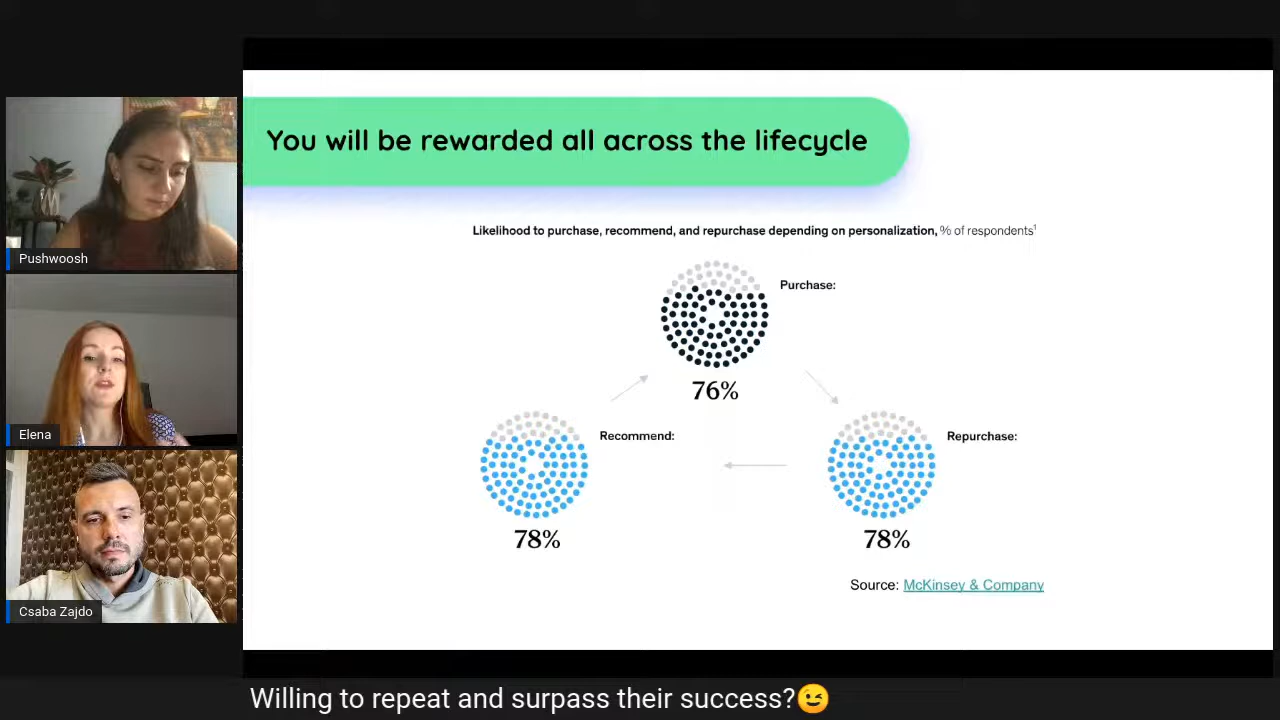 You will be rewarded all across the lifecycle
Likelihood to purchase, recommend, and repurchase depending on personalization, % of respondents¹
Purchase:
76%
Recommend:
78%
Repurchase:
78%
Source: McKinsey & Company
Pushwoosh
Elena
Csaba Zajdo
Willing to repeat and surpass their success?😉